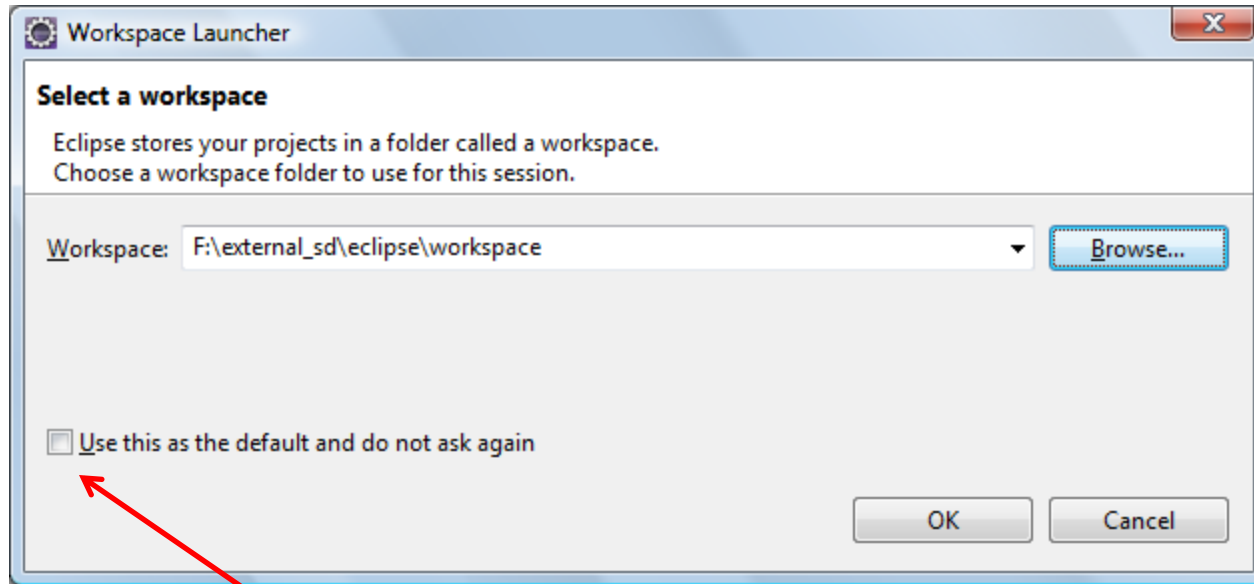 Workspace Launcher
Select a workspace
Eclipse stores your projects in a folder called a workspace.
Choose a workspace folder to use for this session.
Workspace: F:\external_sd\eclipse\workspace Browse...
Use this as the default and do not ask again
OK Cancel